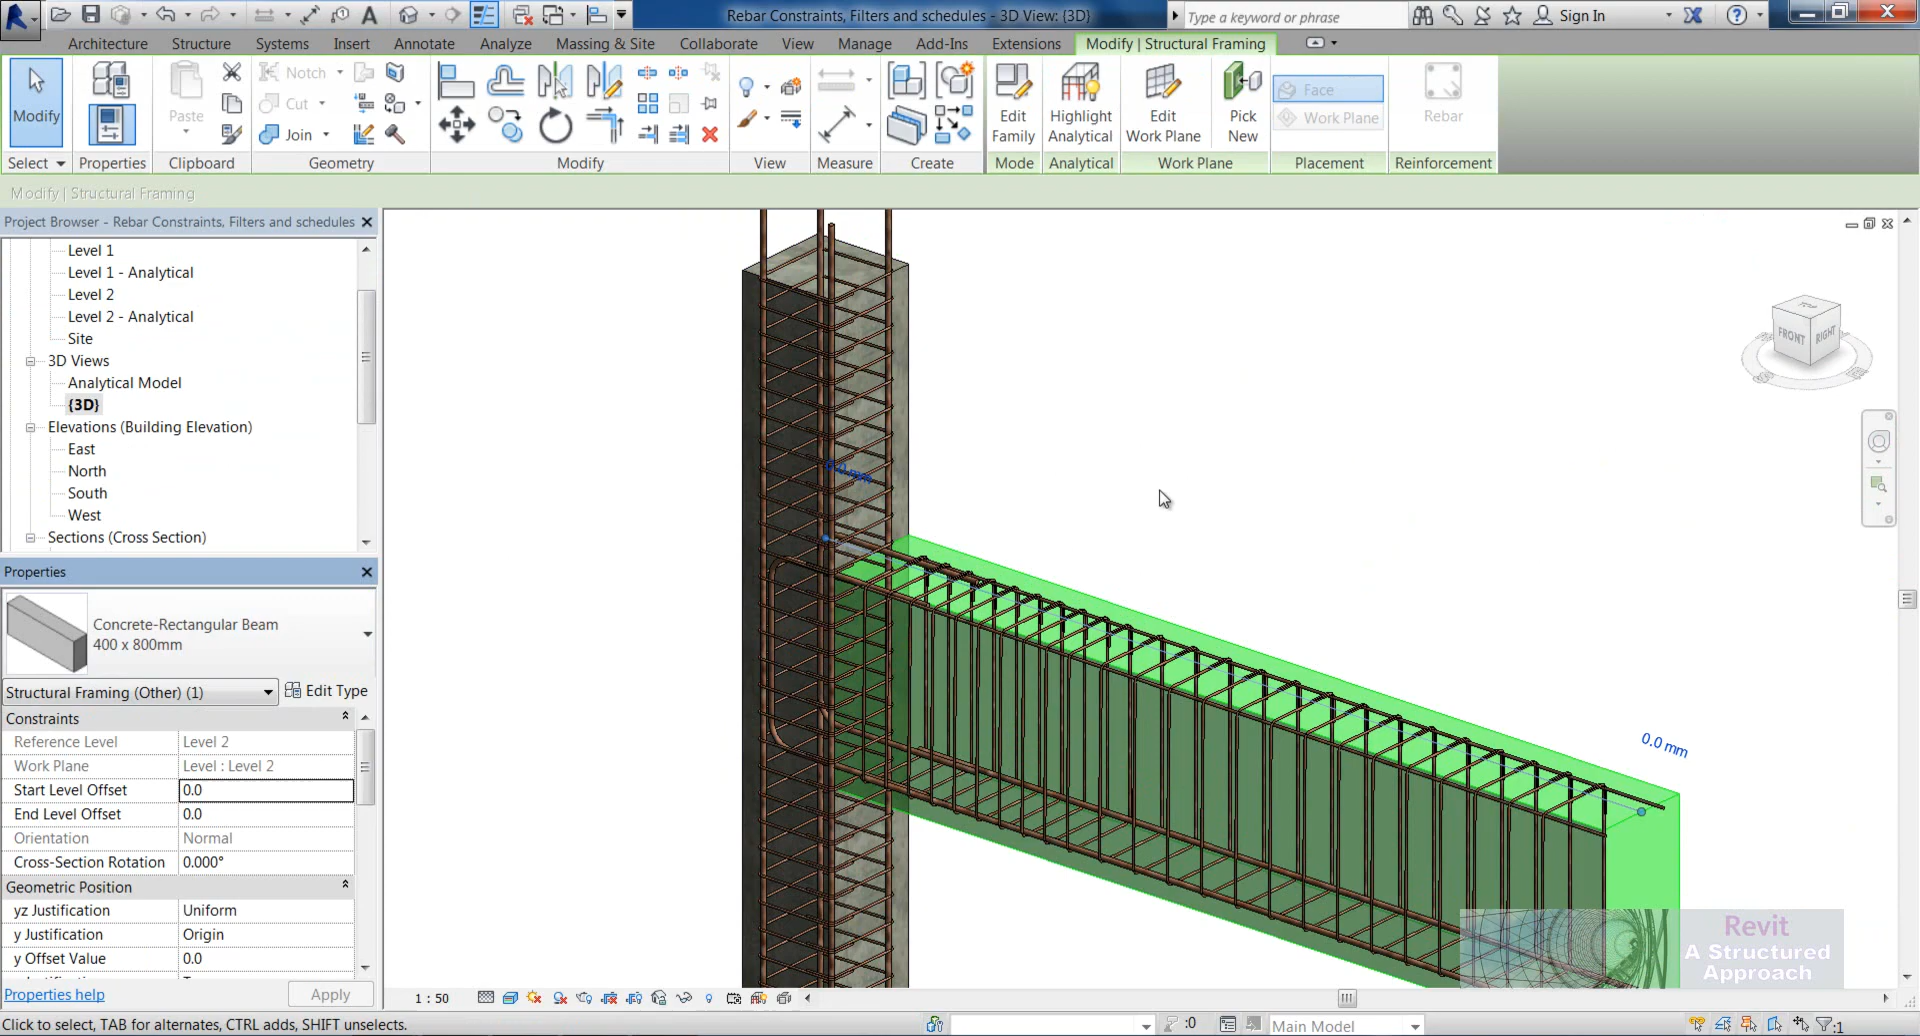 Rebar Constraints, Filters and schedules - 3D View: {3D}
Type a keyword or phrase
Sign In
Architecture Structure Systems Insert Annotate Analyze Massing & Site Collaborate View Manage Add-Ins Extensions Modify | Structural Framing
Modify
Paste
Notch
Cut
Join
Edit Family
Highlight Analytical
Edit Work Plane
Pick New
Face
Work Plane
Rebar
Select Properties Clipboard Geometry Modify View Measure Create Mode Analytical Work Plane Placement Reinforcement
Modify | Structural Framing
Project Browser - Rebar Constraints, Filters and schedules
Level 1
Level 1 - Analytical
Level 2
Level 2 - Analytical
Site
3D Views
Analytical Model
{3D}
Elevations (Building Elevation)
East
North
South
West
Sections (Cross Section)
Properties
Concrete-Rectangular Beam
400 x 800mm
Structural Framing (Other) (1)
Edit Type
Constraints
Reference Level Level 2
Work Plane Level : Level 2
Start Level Offset 0.0
End Level Offset 0.0
Orientation Normal
Cross-Section Rotation 0.000°
Geometric Position
yz Justification Uniform
y Justification Origin
y Offset Value 0.0
Properties help
Apply
0.0 mm
0.0 mm
FRONT
RIGHT
Revit
A Structured
Approach
1 : 50
Click to select, TAB for alternates, CTRL adds, SHIFT unselects.
:0
Main Model
:1